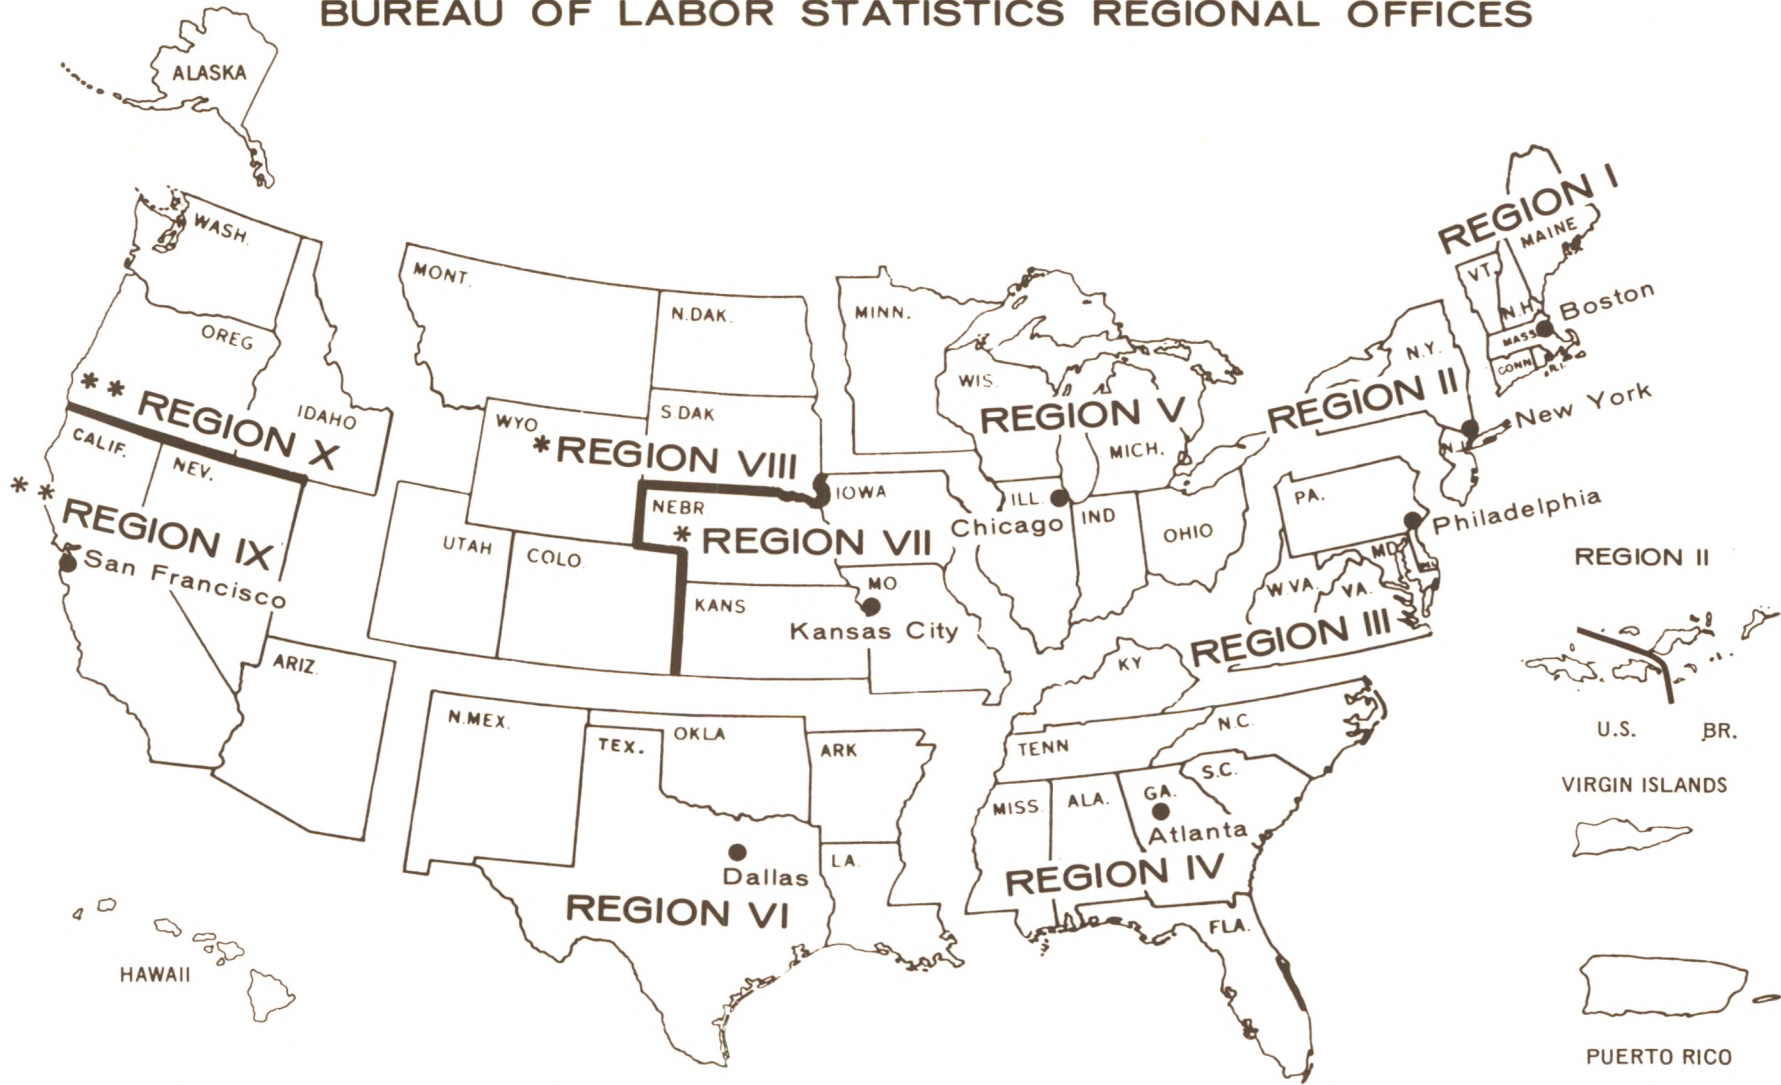 BUREAU OF LABOR STATISTICS REGIONAL OFFICES
ALASKA
WASH.
OREG
IDAHO
** REGION X
CALIF.
NEV.
** REGION IX
San Francisco
ARIZ.
HAWAII
MONT.
N.DAK.
WYO
S.DAK
* REGION VIII
UTAH
COLO.
NEBR
IOWA
* REGION VII
KANS
MO
Kansas City
N.MEX.
TEX.
OKLA
ARK
LA.
Dallas
REGION VI
MINN.
WIS.
REGION V
MICH.
ILL.
Chicago
IND
OHIO
KY
TENN
N.C.
S.C.
MISS.
ALA.
GA.
Atlanta
REGION IV
FLA.
REGION I
MAINE
VT.
N.H.
Boston
MASS
CONN
R.I.
N.Y.
REGION II
New York
N.J.
PA.
Philadelphia
MD.
W.VA.
VA.
REGION III
REGION II
U.S. BR.
VIRGIN ISLANDS
PUERTO RICO